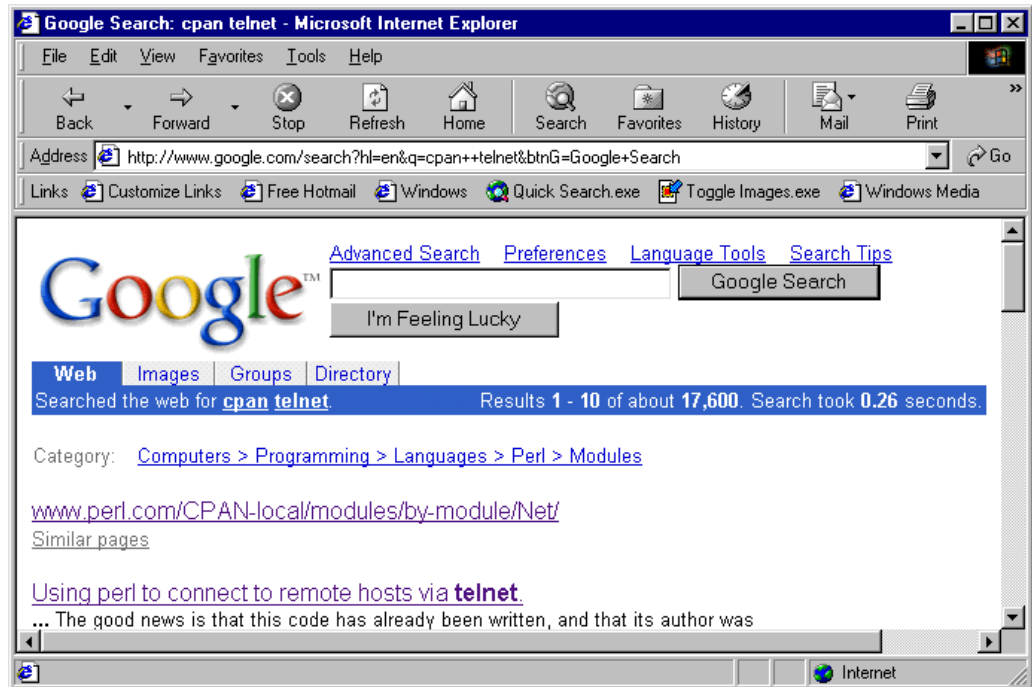 Google Search: cpan telnet - Microsoft Internet Explorer
File Edit View Favorites Tools Help
Back Forward Stop Refresh Home Search Favorites History Mail Print »
Address http://www.google.com/search?hl=en&q=cpan++telnet&btnG=Google+Search Go
Links Customize Links Free Hotmail Windows Quick Search.exe Toggle Images.exe Windows Media
Advanced Search Preferences Language Tools Search Tips
Google™ Google Search
I'm Feeling Lucky
Web Images Groups Directory
Searched the web for cpan telnet. Results 1 - 10 of about 17,600. Search took 0.26 seconds.
Category: Computers > Programming > Languages > Perl > Modules
www.perl.com/CPAN-local/modules/by-module/Net/
Similar pages
Using perl to connect to remote hosts via telnet.
... The good news is that this code has already been written, and that its author was
Internet